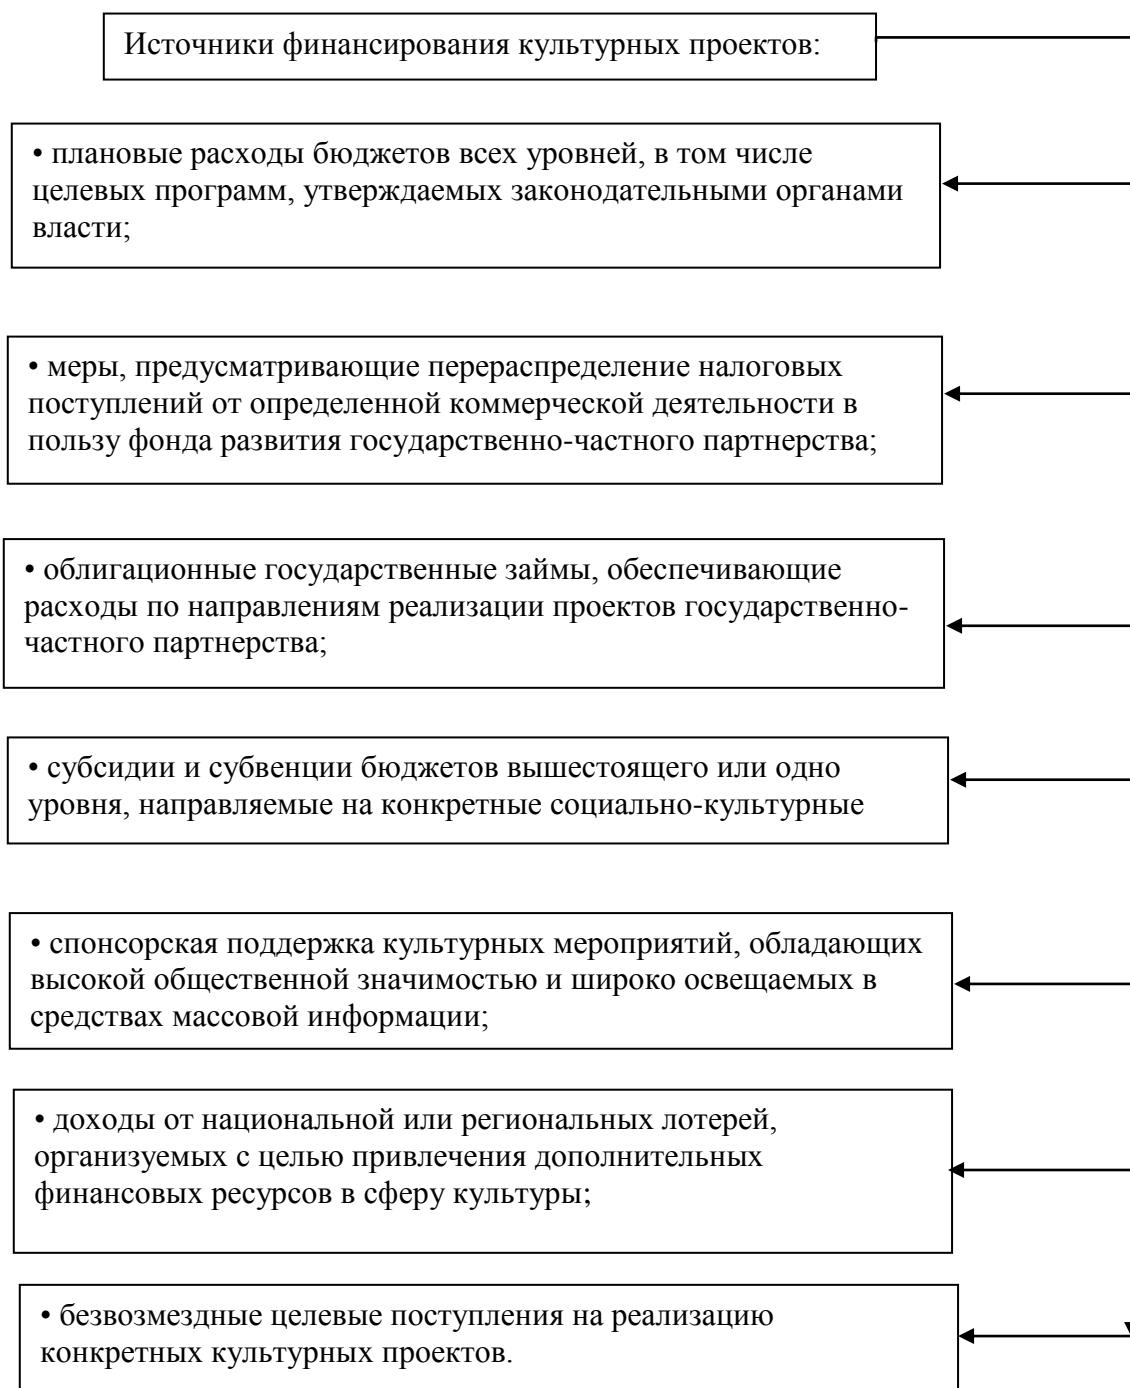 Источники финансирования культурных проектов:
• плановые расходы бюджетов всех уровней, в том числе
целевых программ, утверждаемых законодательными органами
власти;
• меры, предусматривающие перераспределение налоговых
поступлений от определенной коммерческой деятельности в
пользу фонда развития государственно-частного партнерства;
• облигационные государственные займы, обеспечивающие
расходы по направлениям реализации проектов государственно-
частного партнерства;
• субсидии и субвенции бюджетов вышестоящего или одно
уровня, направляемые на конкретные социально-культурные
• спонсорская поддержка культурных мероприятий, обладающих
высокой общественной значимостью и широко освещаемых в
средствах массовой информации;
• доходы от национальной или региональных лотерей,
организуемых с целью привлечения дополнительных
финансовых ресурсов в сферу культуры;
• безвозмездные целевые поступления на реализацию
конкретных культурных проектов.